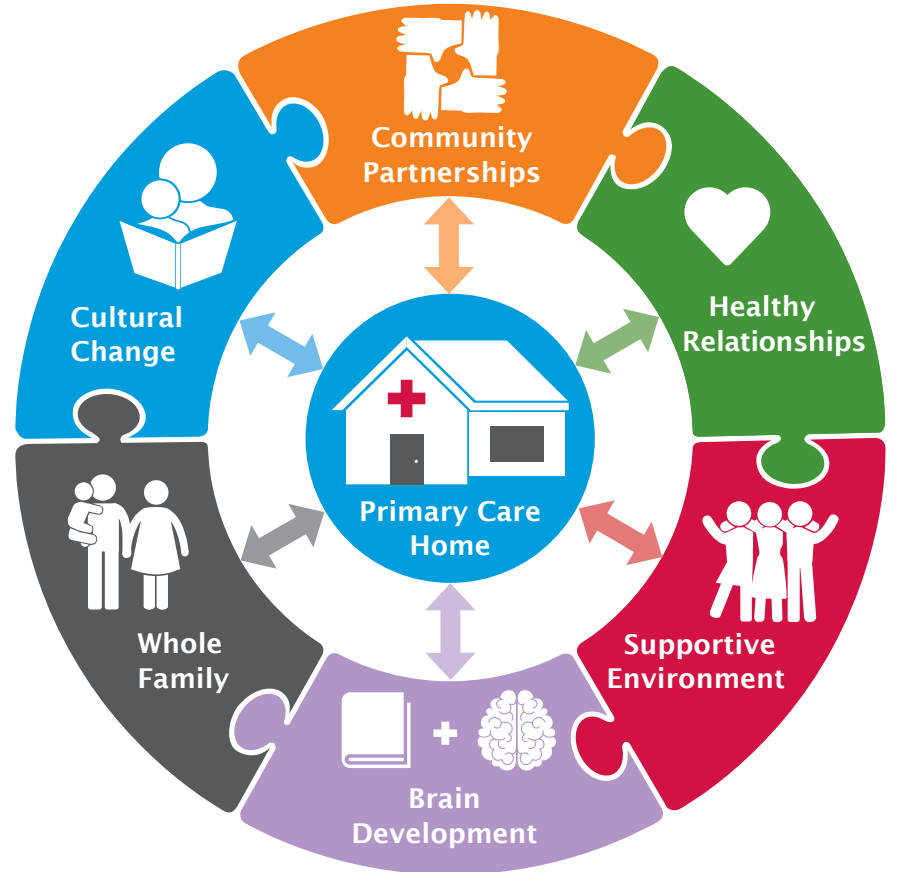 Community
Partnerships
Healthy
Relationships
Supportive
Environment
Brain
Development
Whole
Family
Cultural
Change
Primary Care
Home